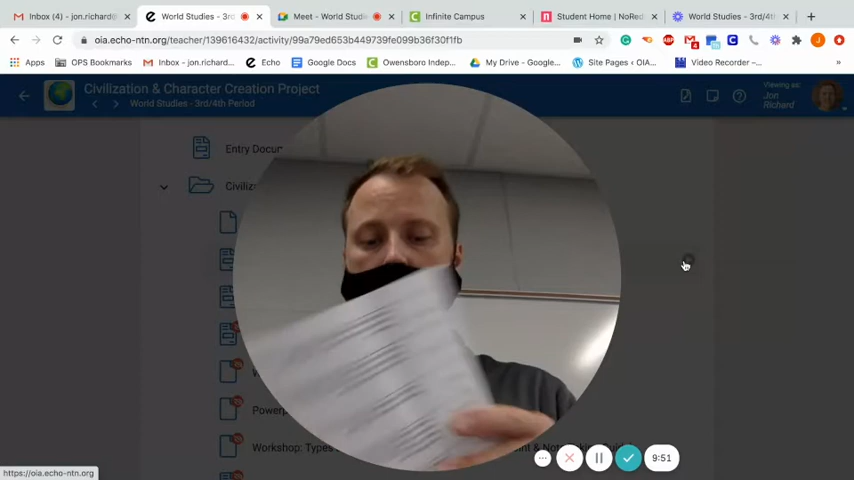 Inbox (4) - jon.richard@
World Studies - 3rd
Meet - World Studi
Infinite Campus
Student Home | NoRed
World Studies - 3rd/4t
oia.echo-ntn.org/teacher/139616432/activity/99a79ed653b449739fe099b36f30f1fb
Apps
OPS Bookmarks
Inbox - jon.richard...
Echo
Google Docs
Owensboro Indep...
My Drive - Google...
Site Pages < OIA...
Video Recorder –...
Civilization & Character Creation Project
World Studies - 3rd/4th Period
Viewing as:
Jon
Richard
Entry Docu
Civiliz
Powerp
Workshop: Types
9:51
https://oia.echo-ntn.org